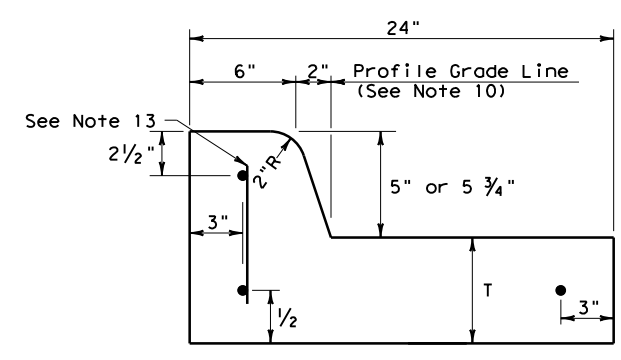 24"
6"
2"
Profile Grade Line
(See Note 10)
See Note 13
2½"
2"R
5" or 5 ¾"
3"
T
3"
½